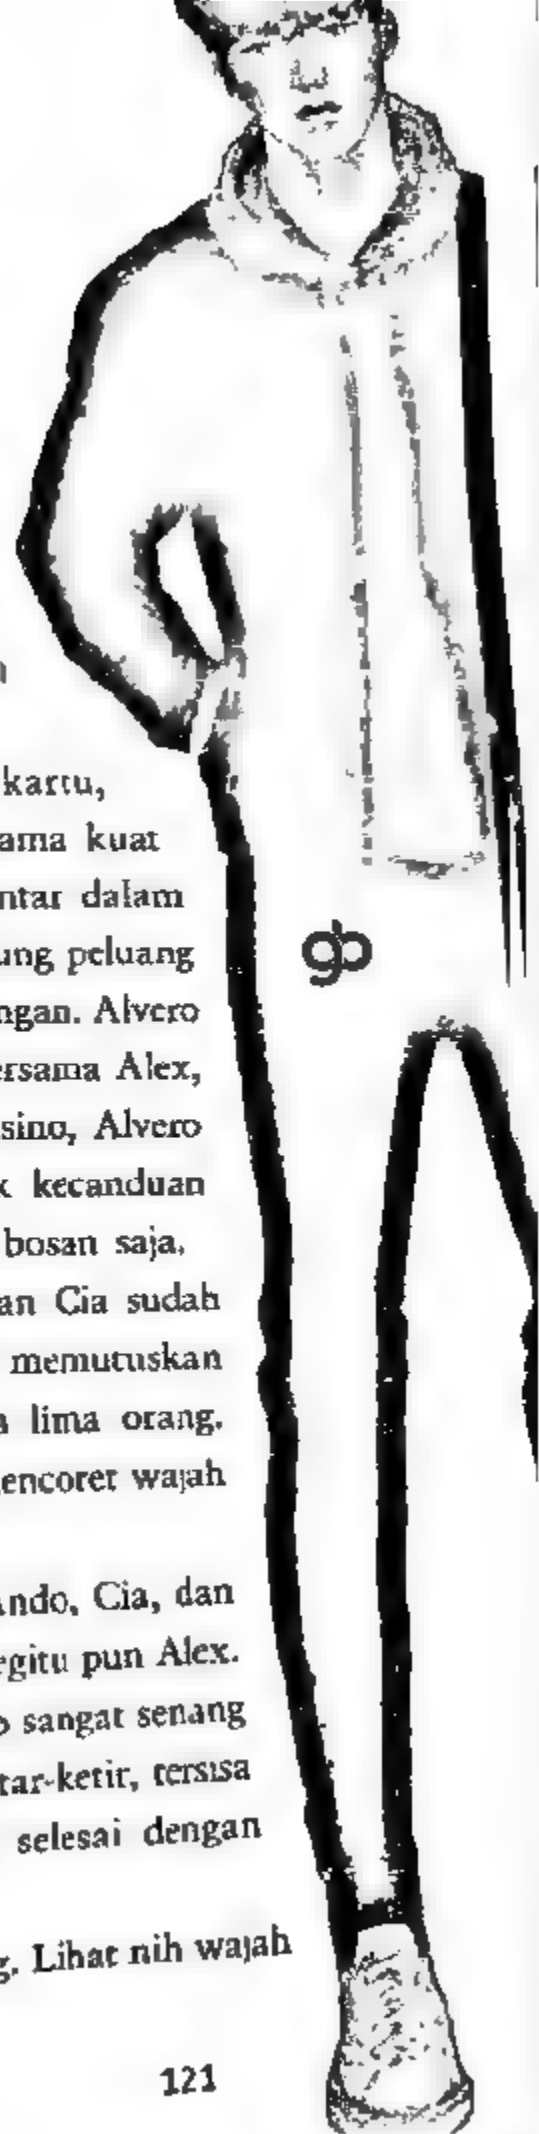 kartu,
ama kuat
ntar dalam
ung peluang
ngan. Alvero
ersama Alex,
sino, Alvero
k kecanduan
bosan saja.
an Cia sudah
memutuskan
a lima orang.
encoret wajah
Ando, Cia, dan
egitu pun Alex.
o sangat senang
tar-ketir, tersisa
selesai dengan
g. Lihat nih wajah
121